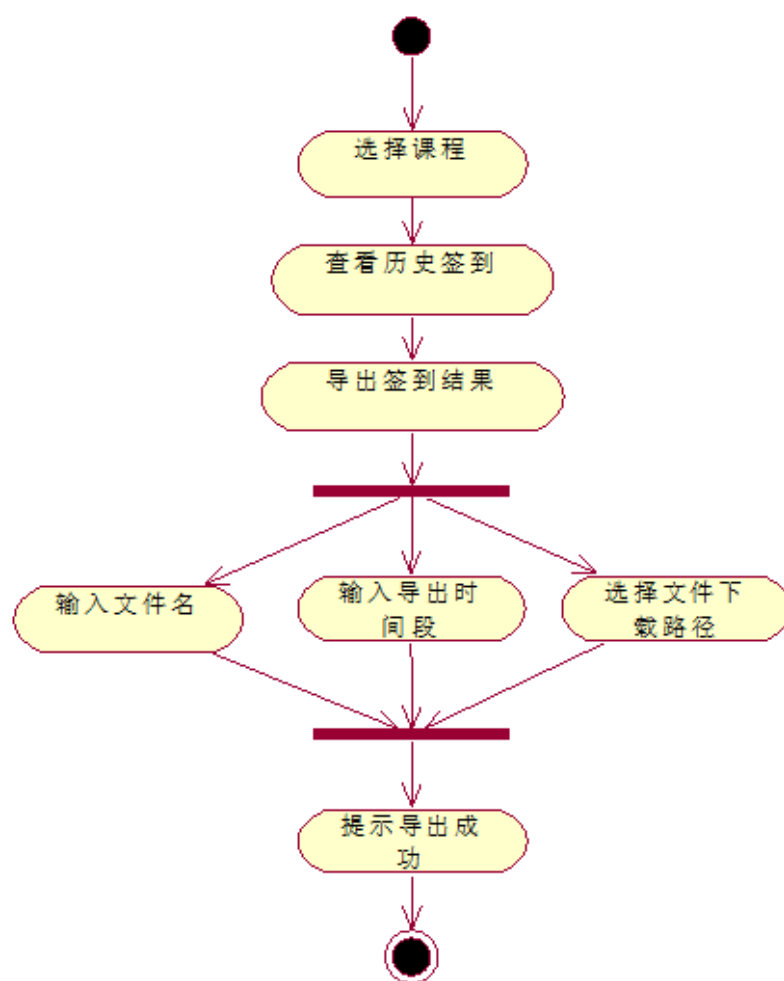 选择课程
查看历史签到
导出签到结果
输入文件名
输入导出时
间段
选择文件下
载路径
提示导出成
功